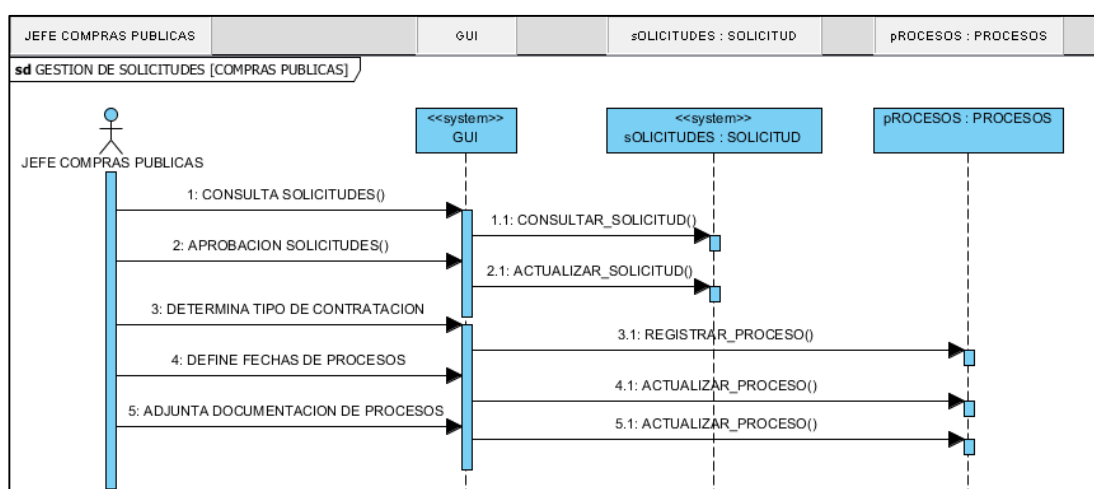 JEFE COMPRAS PUBLICAS
GUI
sOLICITUDES : SOLICITUD
pROCESOS : PROCESOS
sd GESTION DE SOLICITUDES [COMPRAS PUBLICAS]
<<system>>
GUI
<<system>>
sOLICITUDES : SOLICITUD
pROCESOS : PROCESOS
JEFE COMPRAS PUBLICAS
1: CONSULTA SOLICITUDES()
1.1: CONSULTAR_SOLICITUD()
2: APROBACION SOLICITUDES()
2.1: ACTUALIZAR_SOLICITUD()
3: DETERMINA TIPO DE CONTRATACION
3.1: REGISTRAR_PROCESO()
4: DEFINE FECHAS DE PROCESOS
4.1: ACTUALIZAR_PROCESO()
5: ADJUNTA DOCUMENTACION DE PROCESOS
5.1: ACTUALIZAR_PROCESO()